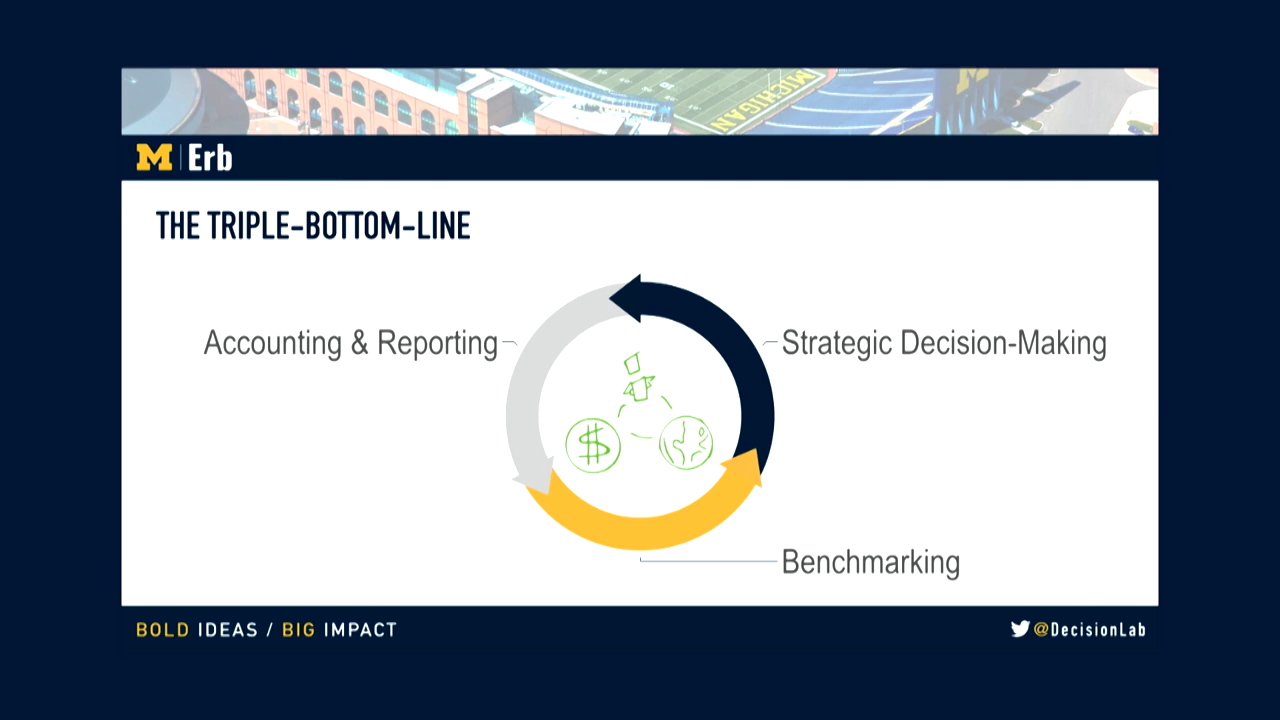 MICHIGAN
M
M | Erb
THE TRIPLE-BOTTOM-LINE
Accounting & Reporting
Strategic Decision-Making
$
Benchmarking
BOLD IDEAS / BIG IMPACT
@DecisionLab